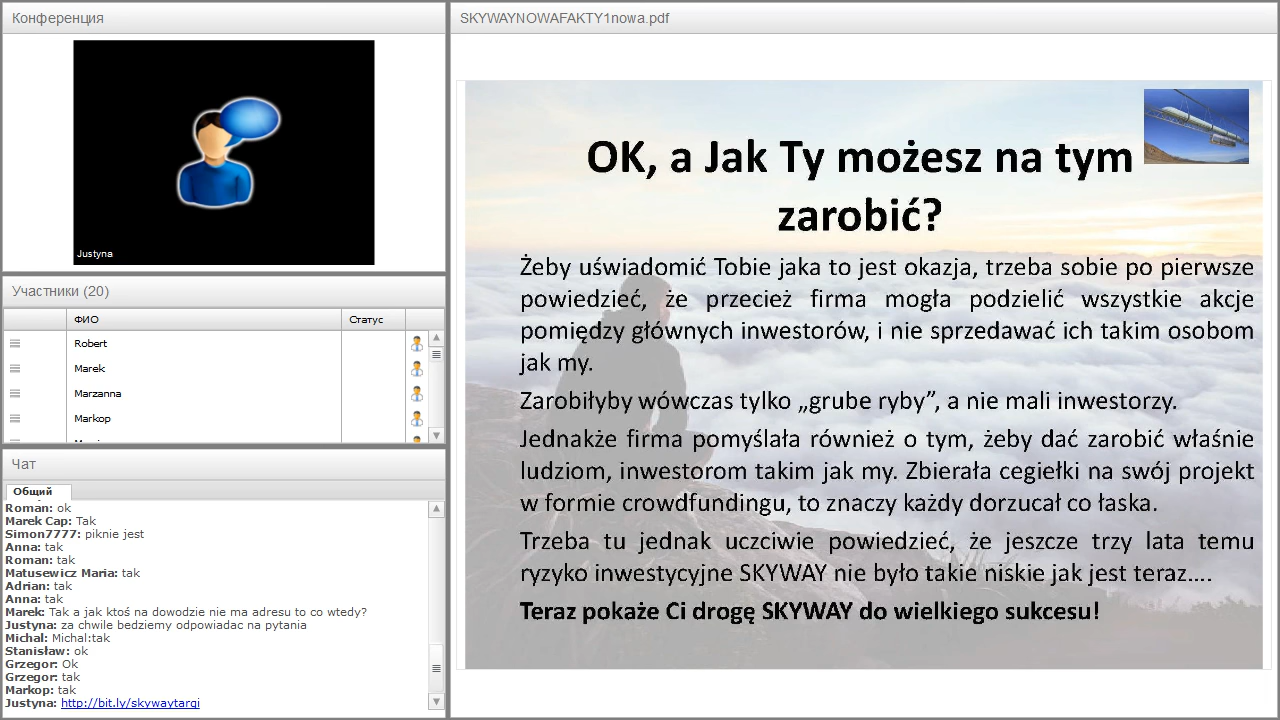 Конференция
Justyna
Участники (20)
ФИО
Статус
Robert
Marek
Marzanna
Markop
Чат
Общий
Roman: ok
Marek Cap: Tak
Simon7777: piknie jest
Anna: tak
Roman: tak
Matusewicz Maria: tak
Adrian: tak
Anna: tak
Marek: Tak a jak ktoś na dowodzie nie ma adresu to co wtedy?
Justyna: za chwile bedziemy odpowiadac na pytania
Michal: Michal:tak
Stanisław: ok
Grzegor: Ok
Grzegor: tak
Markop: tak
Justyna: http://bit.ly/skywaytargi
SKYWAYNOWAFAKTY1nowa.pdf
OK, a Jak Ty możesz na tym
zarobić?
Żeby uświadomić Tobie jaka to jest okazja, trzeba sobie po pierwsze
powiedzieć, że przecież firma mogła podzielić wszystkie akcje
pomiędzy głównych inwestorów, i nie sprzedawać ich takim osobom
jak my.
Zarobiłyby wówczas tylko „grube ryby”, a nie mali inwestorzy.
Jednakże firma pomyślała również o tym, żeby dać zarobić właśnie
ludziom, inwestorom takim jak my. Zbierała cegiełki na swój projekt
w formie crowdfundingu, to znaczy każdy dorzucał co łaska.
Trzeba tu jednak uczciwie powiedzieć, że jeszcze trzy lata temu
ryzyko inwestycyjne SKYWAY nie było takie niskie jak jest teraz....
Teraz pokaże Ci drogę SKYWAY do wielkiego sukcesu!